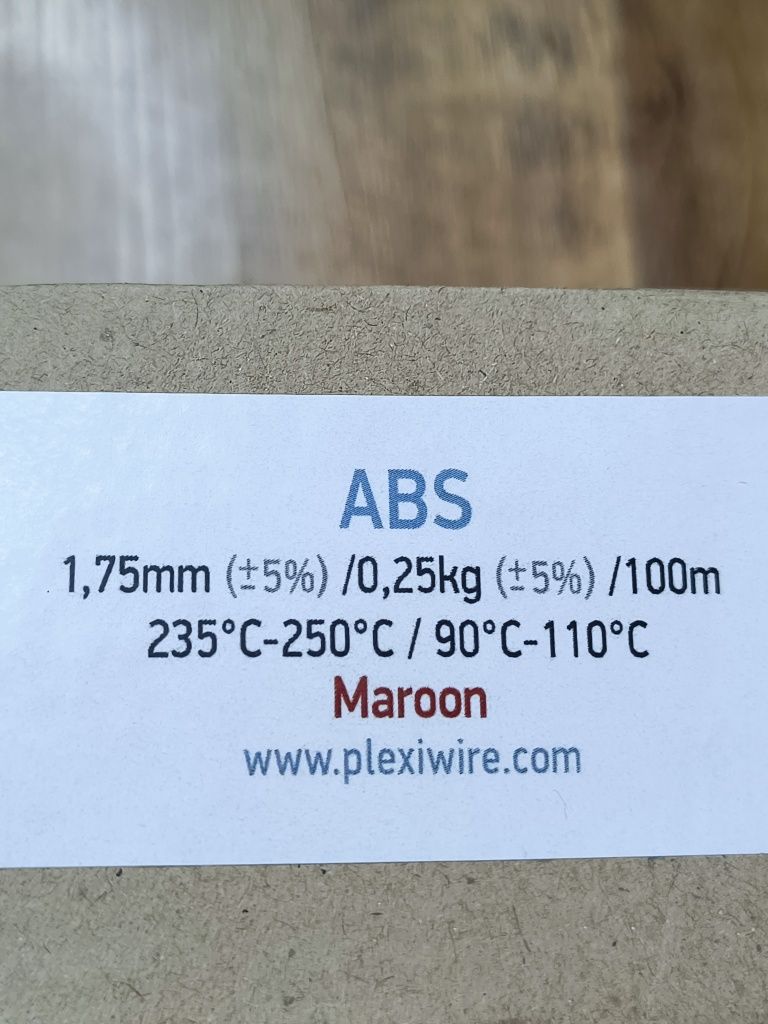 ABS
1,75mm (±5%) /0,25kg (±5%) /100m
235°C-250°C / 90°C-110°C
Maroon
www.plexiwire.com